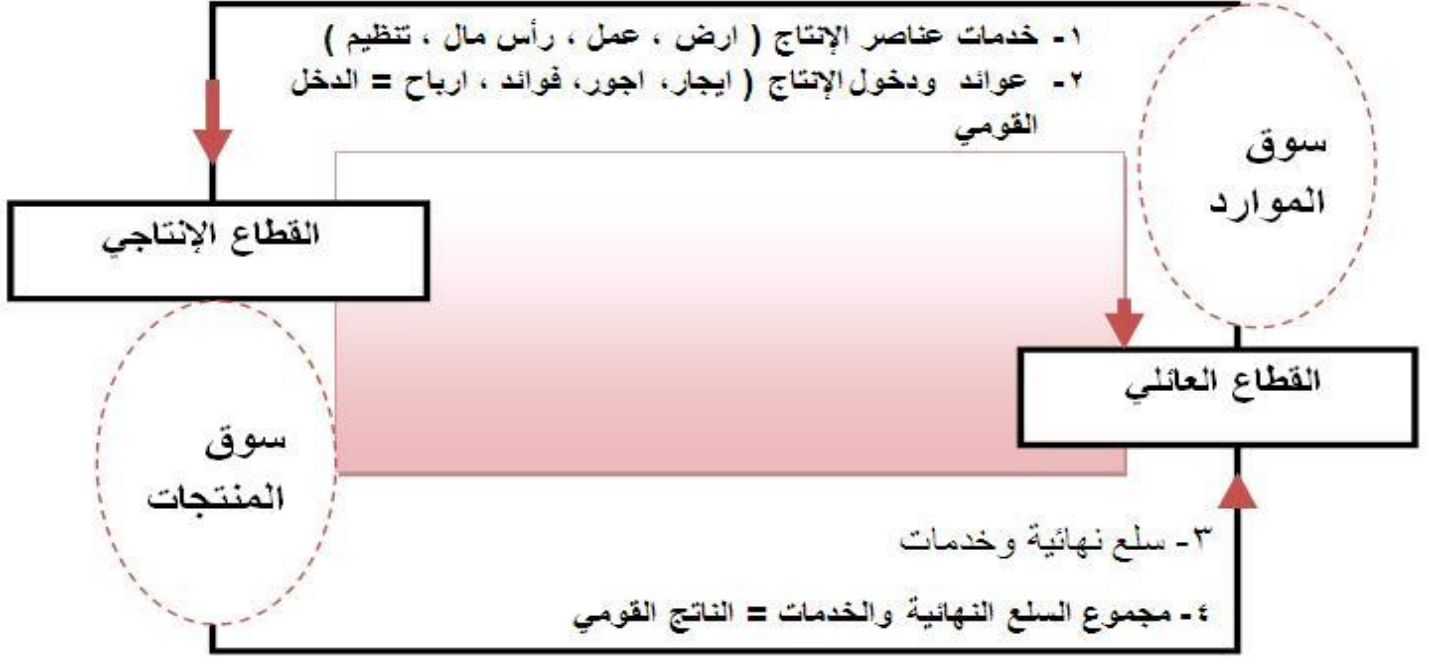 ١- خدمات عناصر الإنتاج ( ارض ، عمل ، رأس مال ، تنظيم )
٢- عوائد ودخول الإنتاج ( ايجار، اجور، فوائد ، ارباح = الدخل
القومي
سوق
الموارد
القطاع الإنتاجي
القطاع العائلي
سوق
المنتجات
٣- سلع نهائية وخدمات
٤- مجموع السلع النهائية والخدمات = الناتج القومي